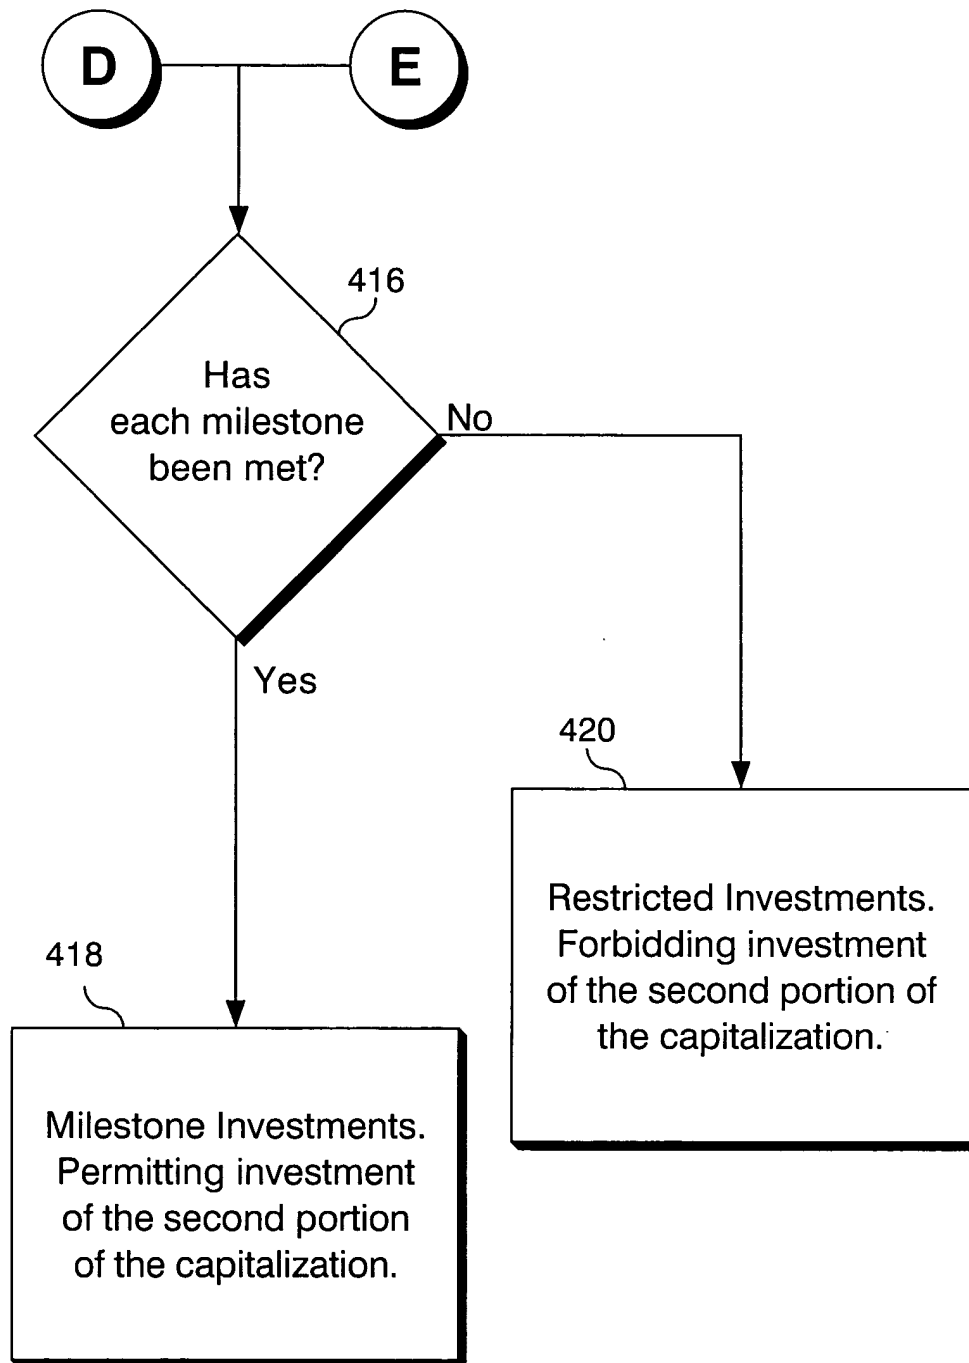 D
E
416
Has
each milestone
been met?
No
Yes
420
Restricted Investments.
Forbidding investment
of the second portion of
the capitalization.
418
Milestone Investments.
Permitting investment
of the second portion
of the capitalization.